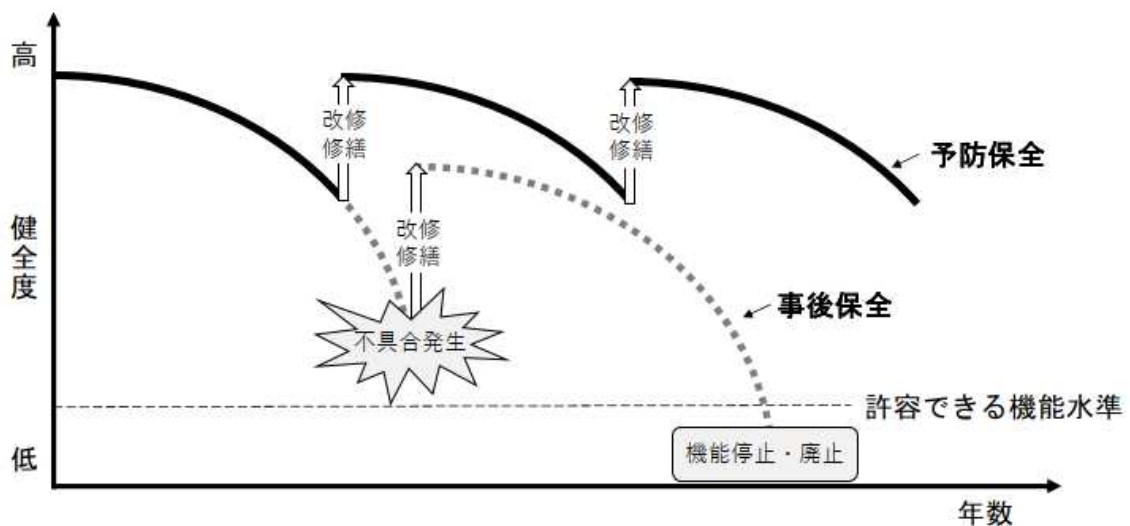 高
健全度
低
改修
修繕
改修
修繕
予防保全
改修
修繕
事後保全
不具合発生
許容できる機能水準
機能停止・廃止
年数